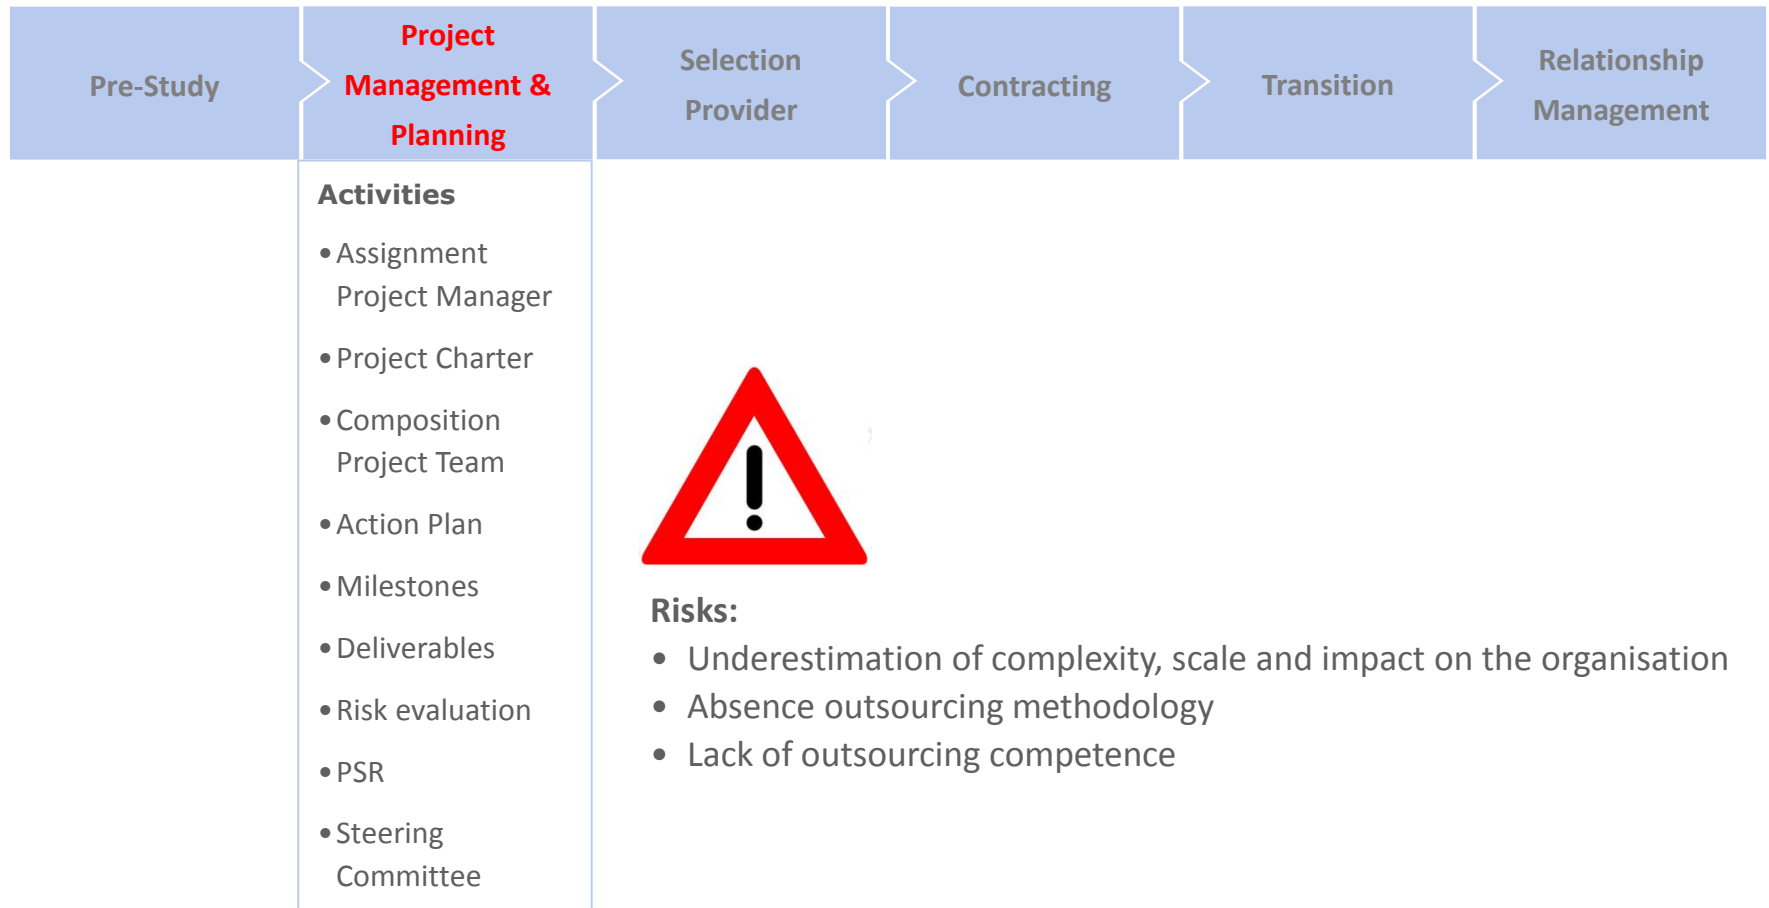 Pre-Study
Project
Management &
Planning
Selection
Provider
Contracting
Transition
Relationship
Management
Activities
• Assignment
Project Manager
• Project Charter
• Composition
Project Team
• Action Plan
• Milestones
• Deliverables
• Risk evaluation
• PSR
• Steering
Committee
Risks:
• Underestimation of complexity, scale and impact on the organisation
• Absence outsourcing methodology
• Lack of outsourcing competence